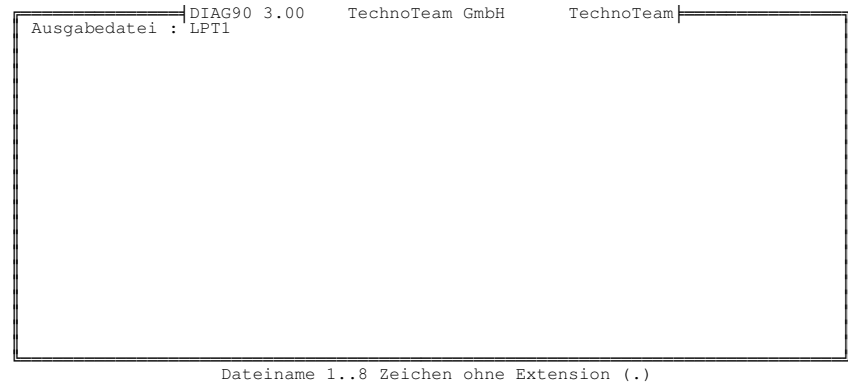 DIAG90 3.00 TechnoTeam GmbH TechnoTeam
Ausgabedatei : LPT1
Dateiname 1..8 Zeichen ohne Extension (.)